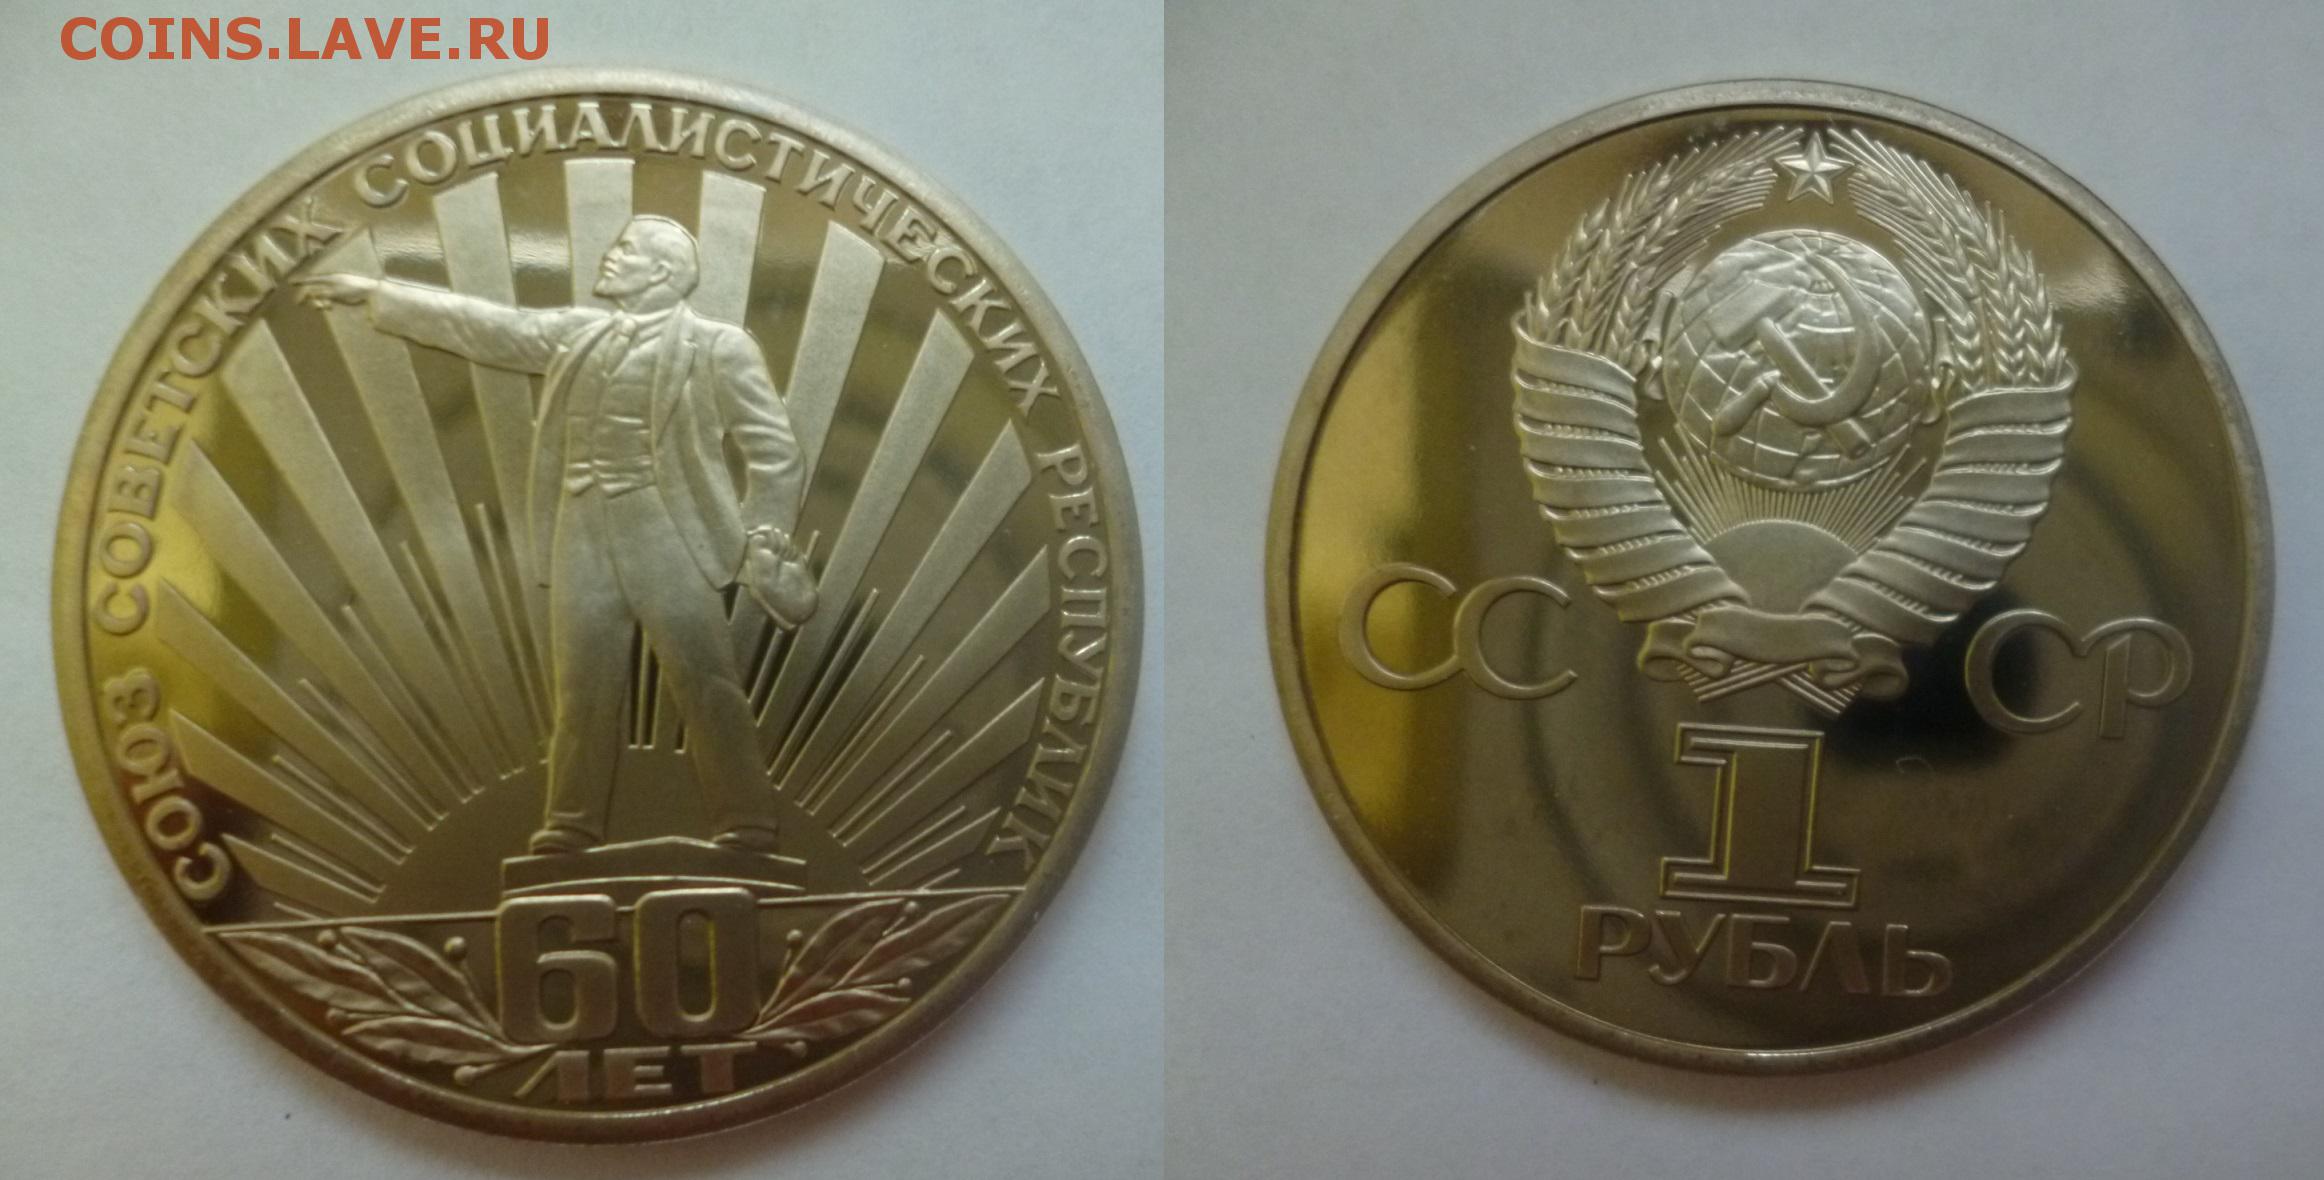 COINS.LAVE.RU
СОЮЗ СОВЕТСКИХ СОЦИАЛИСТИЧЕСКИХ РЕСПУБЛИК
60
ЛЕТ
СС СР
1
РУБЛЬ